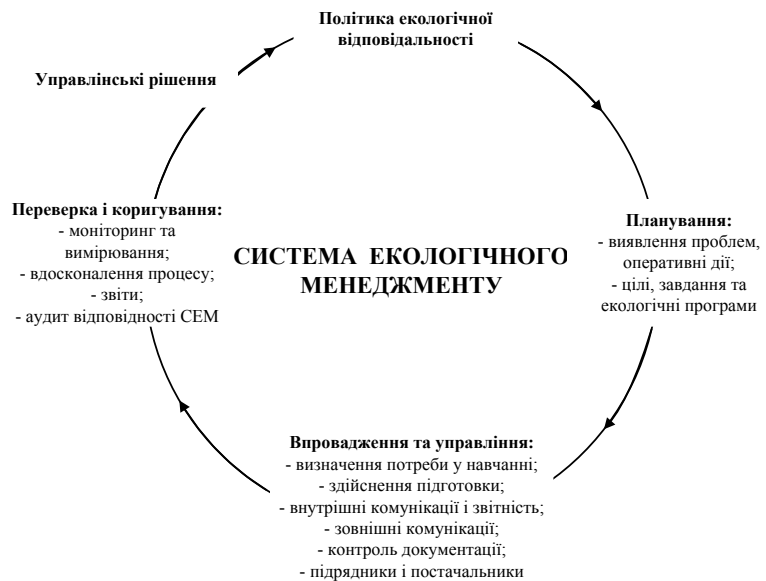 Політика екологічної
відповідальності
Управлінські рішення
Переверка і коригування:
- моніторинг та
вимірювання;
- вдосконалення процесу;
- звіти;
- аудит відповідності СЕМ
СИСТЕМА ЕКОЛОГІЧНОГО
МЕНЕДЖМЕНТУ
Планування:
- виявлення проблем,
оперативні дії;
- цілі, завдання та
екологічні програми
Впровадження та управління:
- визначення потреби у навчанні;
- здійснення підготовки;
- внутрішні комунікації і звітність;
- зовнішні комунікації;
- контроль документації;
- підрядники і постачальники